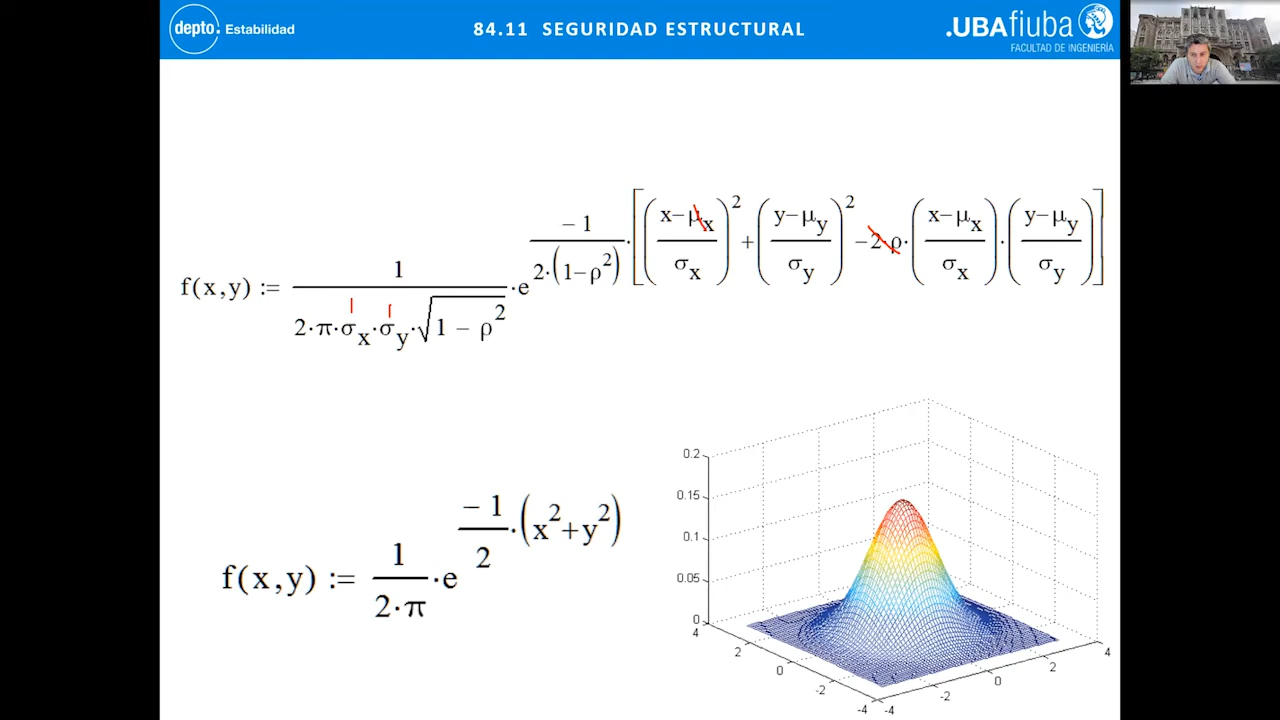 depto. Estabilidad
84.11 SEGURIDAD ESTRUCTURAL
.UBAfiuba
FACULTAD DE INGENIERÍA
f(x,y) := 1 / (2·π·σx·σy·√(1 − ρ²)) · e^( −1 / (2·(1−ρ²)) · [ ((x−μx)/σx)² + ((y−μy)/σy)² −2·ρ· ((x−μx)/σx) · ((y−μy)/σy) ] )
f(x,y) := 1 / (2·π) · e^( −1/2 · (x²+y²) )
0.2
0.15
0.1
0.05
0
4
2
0
-2
-4
-4
-2
0
2
4